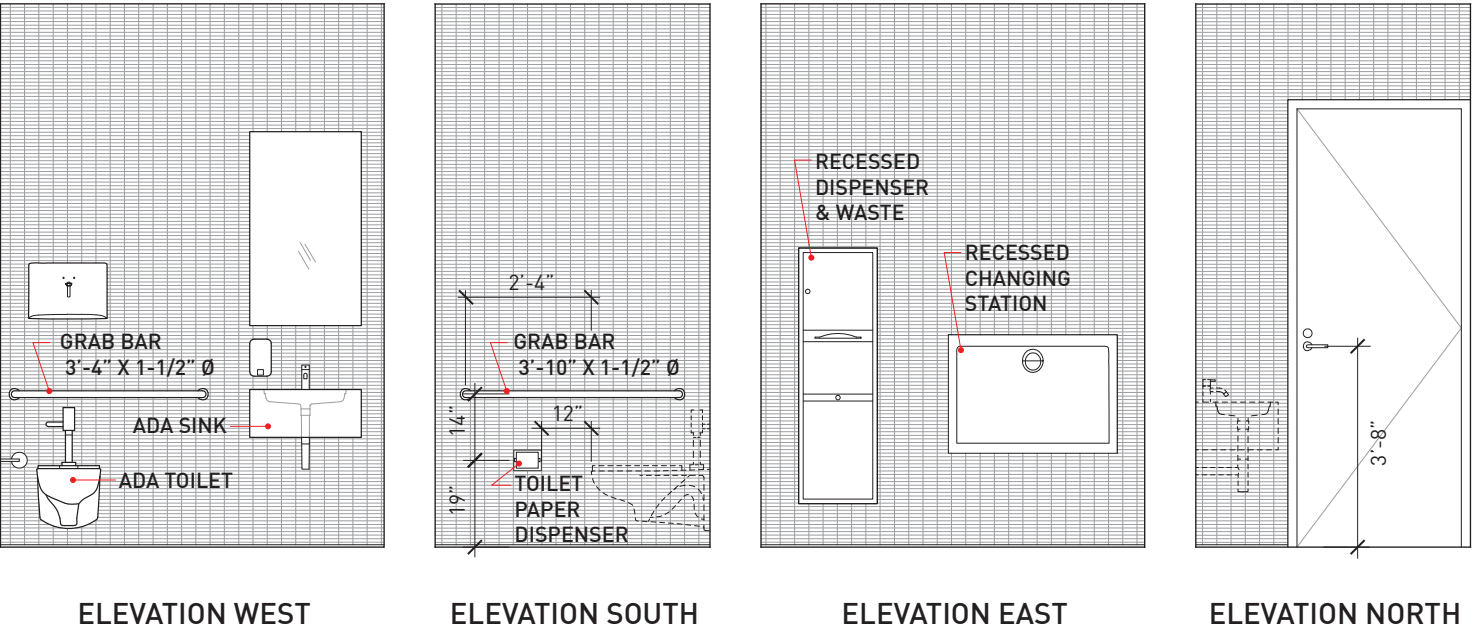 GRAB BAR
3’-4” X 1-1/2” Ø
ADA SINK
ADA TOILET
ELEVATION WEST
2’-4”
GRAB BAR
3’-10” X 1-1/2” Ø
14”
12”
19”
TOILET
PAPER
DISPENSER
ELEVATION SOUTH
RECESSED
DISPENSER
& WASTE
RECESSED
CHANGING
STATION
ELEVATION EAST
3’-8”
ELEVATION NORTH